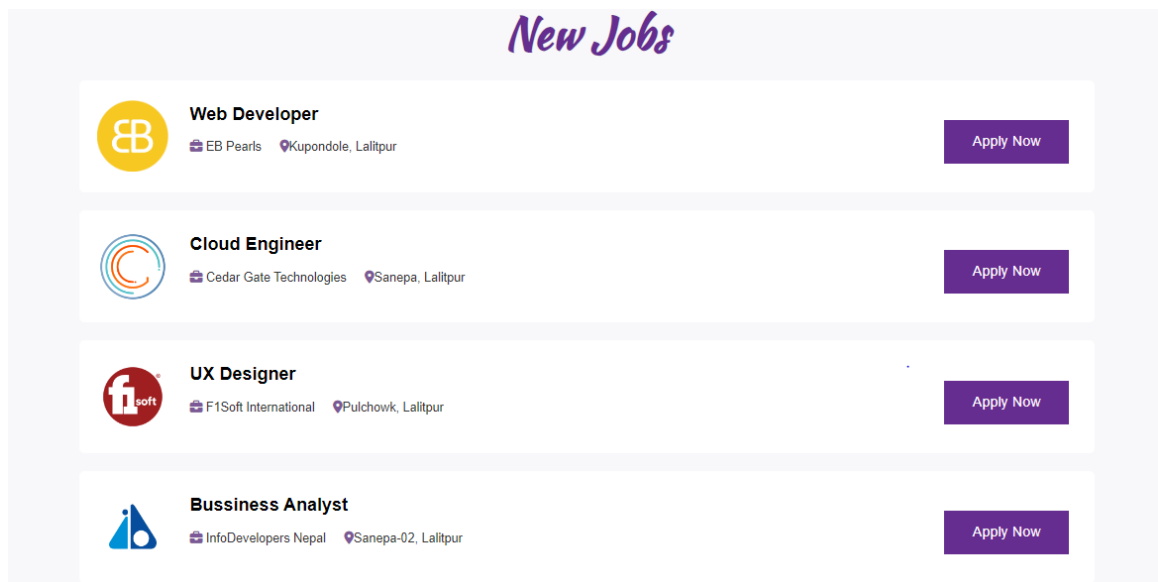 New Jobs
EB
Web Developer
EB Pearls Kupondole, Lalitpur
Apply Now
Cloud Engineer
Cedar Gate Technologies Sanepa, Lalitpur
Apply Now
f1soft®
UX Designer
F1Soft International Pulchowk, Lalitpur
Apply Now
Bussiness Analyst
InfoDevelopers Nepal Sanepa-02, Lalitpur
Apply Now